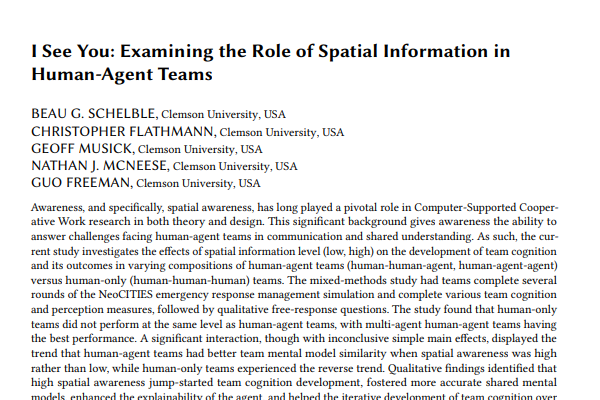 I See You: Examining the Role of Spatial Information in
Human-Agent Teams
BEAU G. SCHELBLE, Clemson University, USA
CHRISTOPHER FLATHMANN, Clemson University, USA
GEOFF MUSICK, Clemson University, USA
NATHAN J. MCNEESE, Clemson University, USA
GUO FREEMAN, Clemson University, USA
Awareness, and specifically, spatial awareness, has long played a pivotal role in Computer-Supported Cooper-
ative Work research in both theory and design. This significant background gives awareness the ability to
answer challenges facing human-agent teams in communication and shared understanding. As such, the cur-
rent study investigates the effects of spatial information level (low, high) on the development of team cognition
and its outcomes in varying compositions of human-agent teams (human-human-agent, human-agent-agent)
versus human-only (human-human-human) teams. The mixed-methods study had teams complete several
rounds of the NeoCITIES emergency response management simulation and complete various team cognition
and perception measures, followed by qualitative free-response questions. The study found that human-only
teams did not perform at the same level as human-agent teams, with multi-agent human-agent teams having
the best performance. A significant interaction, though with inconclusive simple main effects, displayed the
trend that human-agent teams had better team mental model similarity when spatial awareness was high
rather than low, while human-only teams experienced the reverse trend. Qualitative findings identified that
high spatial awareness jump-started team cognition development, fostered more accurate shared mental
models, enhanced the explainability of the agent, and helped the iterative development of team cognition over